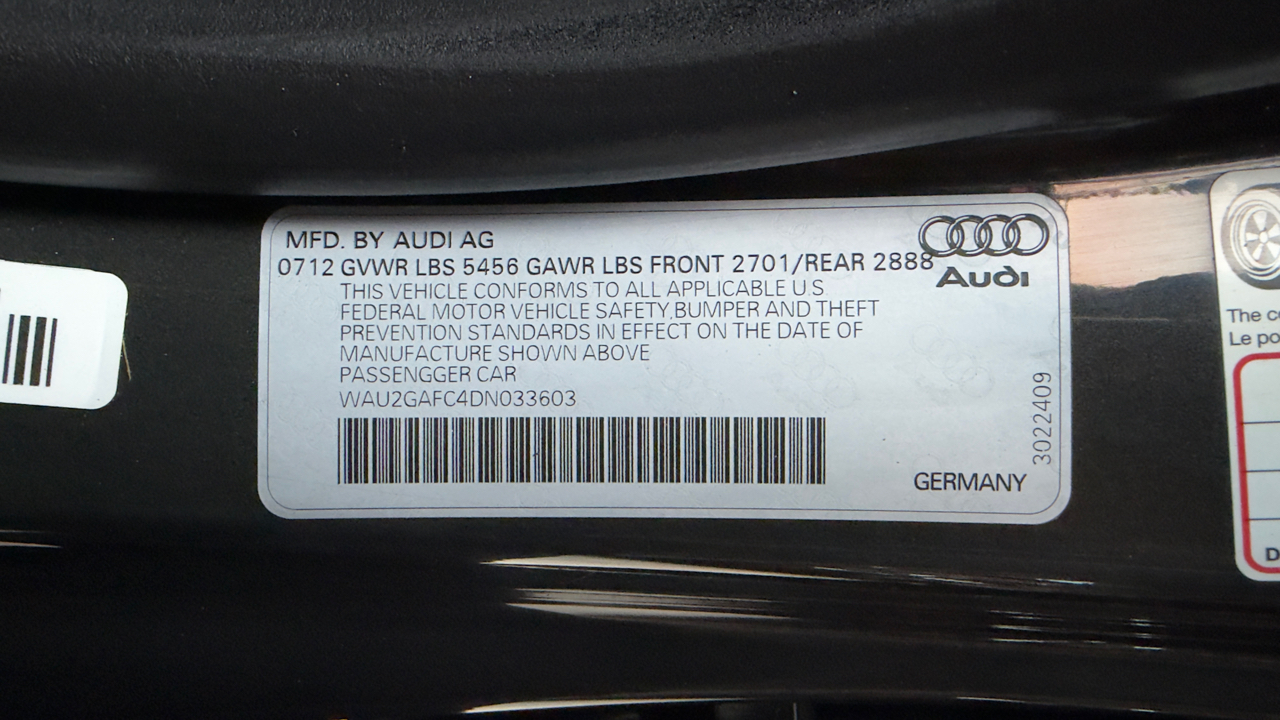 MFD. BY AUDI AG
0712 GVWR LBS 5456 GAWR LBS FRONT 2701/REAR 2888
Audi
THIS VEHICLE CONFORMS TO ALL APPLICABLE U.S.
FEDERAL MOTOR VEHICLE SAFETY,BUMPER AND THEFT
PREVENTION STANDARDS IN EFFECT ON THE DATE OF
MANUFACTURE SHOWN ABOVE
PASSENGGER CAR
WAU2GAFC4DN033603
GERMANY
3022409
The
Le